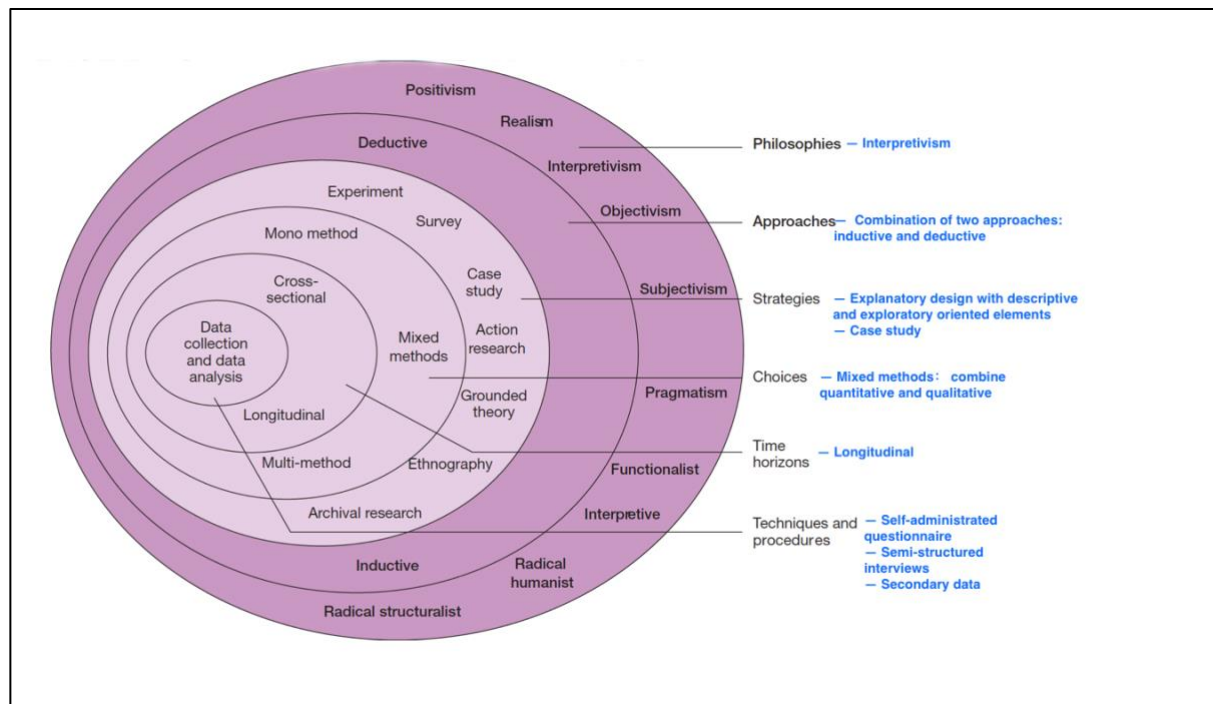 Positivism
Realism
Deductive
Interpretivism
Experiment
Objectivism
Survey
Mono method
Case
study
Cross-
sectional
Subjectivism
Data
collection
and data
analysis
Mixed
methods
Action
research
Pragmatism
Grounded
theory
Longitudinal
Multi-method
Ethnography
Functionalist
Archival research
Interpretive
Inductive
Radical
humanist
Radical structuralist
Philosophies — Interpretivism
Approaches— Combination of two approaches:
inductive and deductive
Strategies — Explanatory design with descriptive
and exploratory oriented elements
— Case study
Choices — Mixed methods: combine
quantitative and qualitative
Time
horizons — Longitudinal
Techniques and
procedures
— Self-administrated
questionnaire
— Semi-structured
interviews
— Secondary data